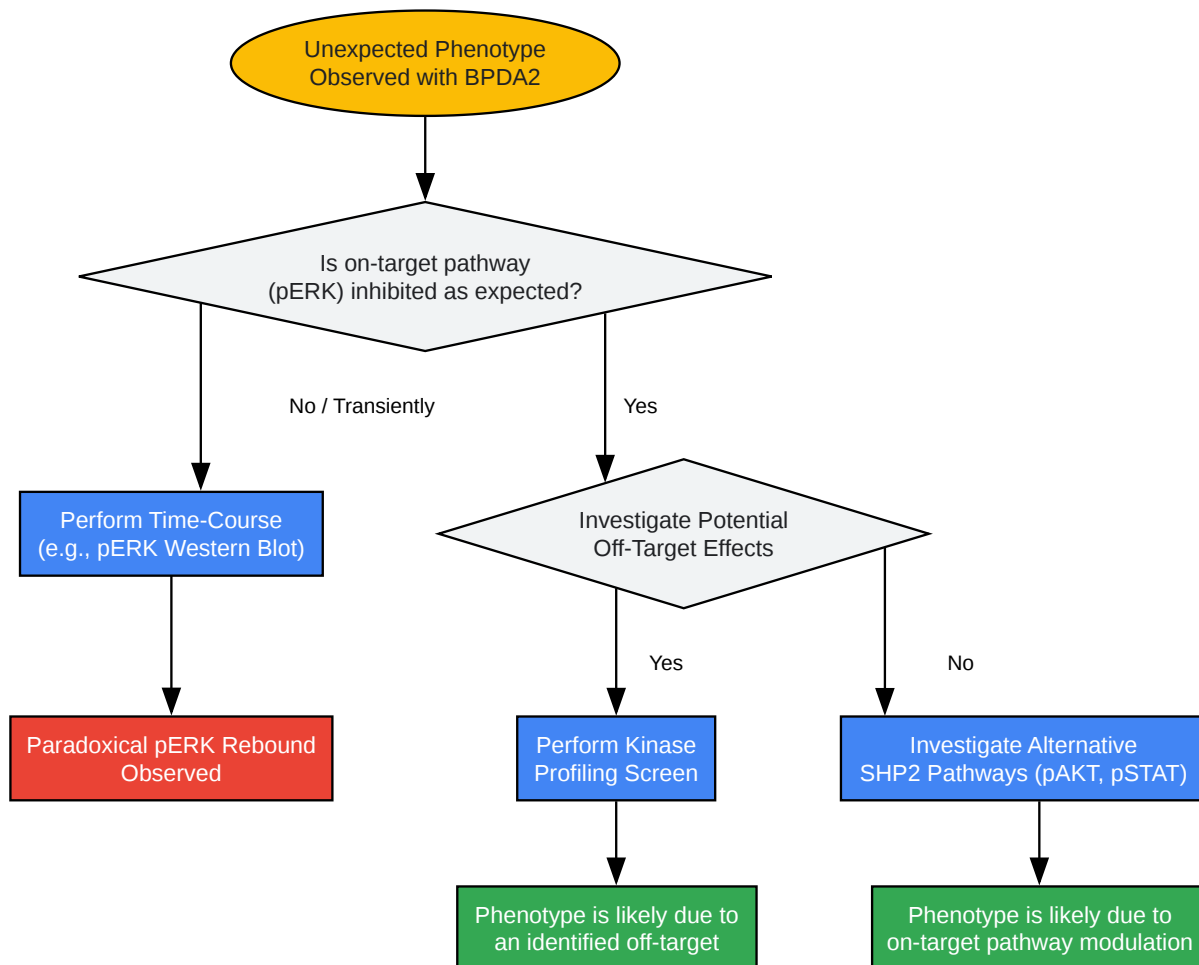 Unexpected Phenotype
Observed with BPDA2
Is on-target pathway
(pERK) inhibited as expected?
No / Transiently
Yes
Perform Time-Course
(e.g., pERK Western Blot)
Investigate Potential
Off-Target Effects
Yes
No
Paradoxical pERK Rebound
Observed
Perform Kinase
Profiling Screen
Investigate Alternative
SHP2 Pathways (pAKT, pSTAT)
Phenotype is likely due to
an identified off-target
Phenotype is likely due to
on-target pathway modulation